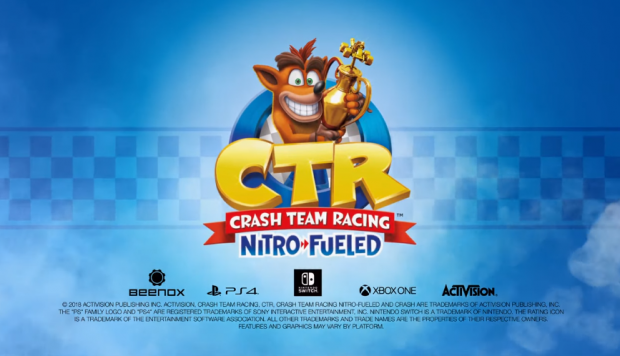 CTR
CRASH TEAM RACING™
NITRO FUELED
BEENOX PS4 NINTENDO SWITCH XBOX ONE ACTIVISION.
© 2018 ACTIVISION PUBLISHING INC. ACTIVISION, CRASH TEAM RACING, CTR, CRASH TEAM RACING NITRO-FUELED AND CRASH ARE TRADEMARKS OF ACTIVISION PUBLISHING, INC.
THE "PS" FAMILY LOGO AND "PS4" ARE REGISTERED TRADEMARKS OF SONY INTERACTIVE ENTERTAINMENT, INC. NINTENDO SWITCH IS A TRADEMARK OF NINTENDO. THE RATING ICON
IS A TRADEMARK OF THE ENTERTAINMENT SOFTWARE ASSOCIATION. ALL OTHER TRADEMARKS AND TRADE NAMES ARE THE PROPERTIES OF THEIR RESPECTIVE OWNERS.
FEATURES AND GRAPHICS MAY VARY BY PLATFORM.